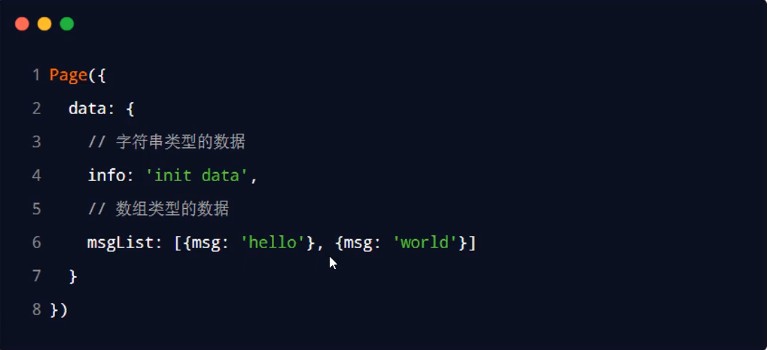 1 Page({
2 data: {
3 // 字符串类型的数据
4 info: 'init data',
5 // 数组类型的数据
6 msgList: [{msg: 'hello'}, {msg: 'world'}]
7 }
8 })